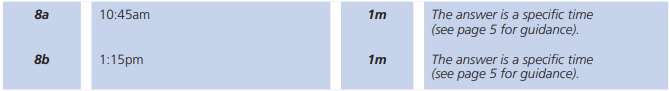 8a 10:45am 1m The answer is a specific time
(see page 5 for guidance).
8b 1:15pm 1m The answer is a specific time
(see page 5 for guidance).